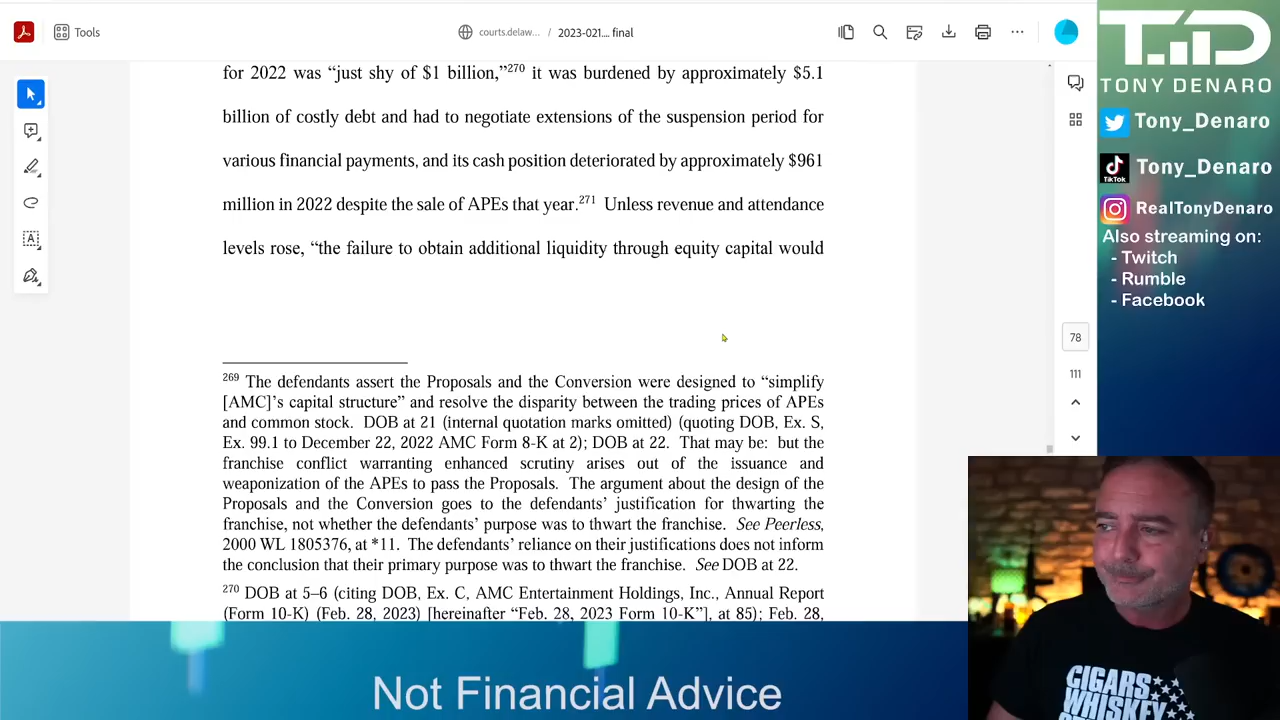 Tools
courts.delaw... / 2023-021.... final
for 2022 was “just shy of $1 billion,”270 it was burdened by approximately $5.1
billion of costly debt and had to negotiate extensions of the suspension period for
various financial payments, and its cash position deteriorated by approximately $961
million in 2022 despite the sale of APEs that year.271 Unless revenue and attendance
levels rose, “the failure to obtain additional liquidity through equity capital would
269 The defendants assert the Proposals and the Conversion were designed to “simplify
[AMC]’s capital structure” and resolve the disparity between the trading prices of APEs
and common stock. DOB at 21 (internal quotation marks omitted) (quoting DOB, Ex. S,
Ex. 99.1 to December 22, 2022 AMC Form 8-K at 2); DOB at 22. That may be: but the
franchise conflict warranting enhanced scrutiny arises out of the issuance and
weaponization of the APEs to pass the Proposals. The argument about the design of the
Proposals and the Conversion goes to the defendants’ justification for thwarting the
franchise, not whether the defendants’ purpose was to thwart the franchise. See Peerless,
2000 WL 1805376, at *11. The defendants’ reliance on their justifications does not inform
the conclusion that their primary purpose was to thwart the franchise. See DOB at 22.
270 DOB at 5–6 (citing DOB, Ex. C, AMC Entertainment Holdings, Inc., Annual Report
(Form 10-K) (Feb. 28, 2023) [hereinafter “Feb. 28, 2023 Form 10-K”], at 85); Feb. 28,
78
111
TD
TONY DENARO
Tony_Denaro
TikTok
Tony_Denaro
RealTonyDenaro
Also streaming on:
- Twitch
- Rumble
- Facebook
Not Financial Advice
CIGARS
WHISKEY